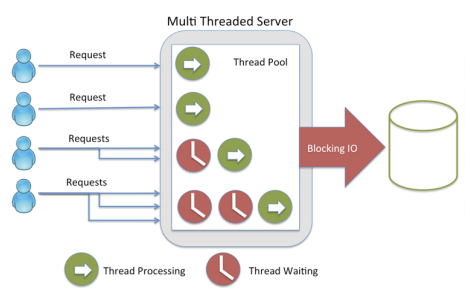 Multi Threaded Server
Request
Thread Pool
Request
Requests
Blocking IO
Requests
Thread Processing
Thread Waiting